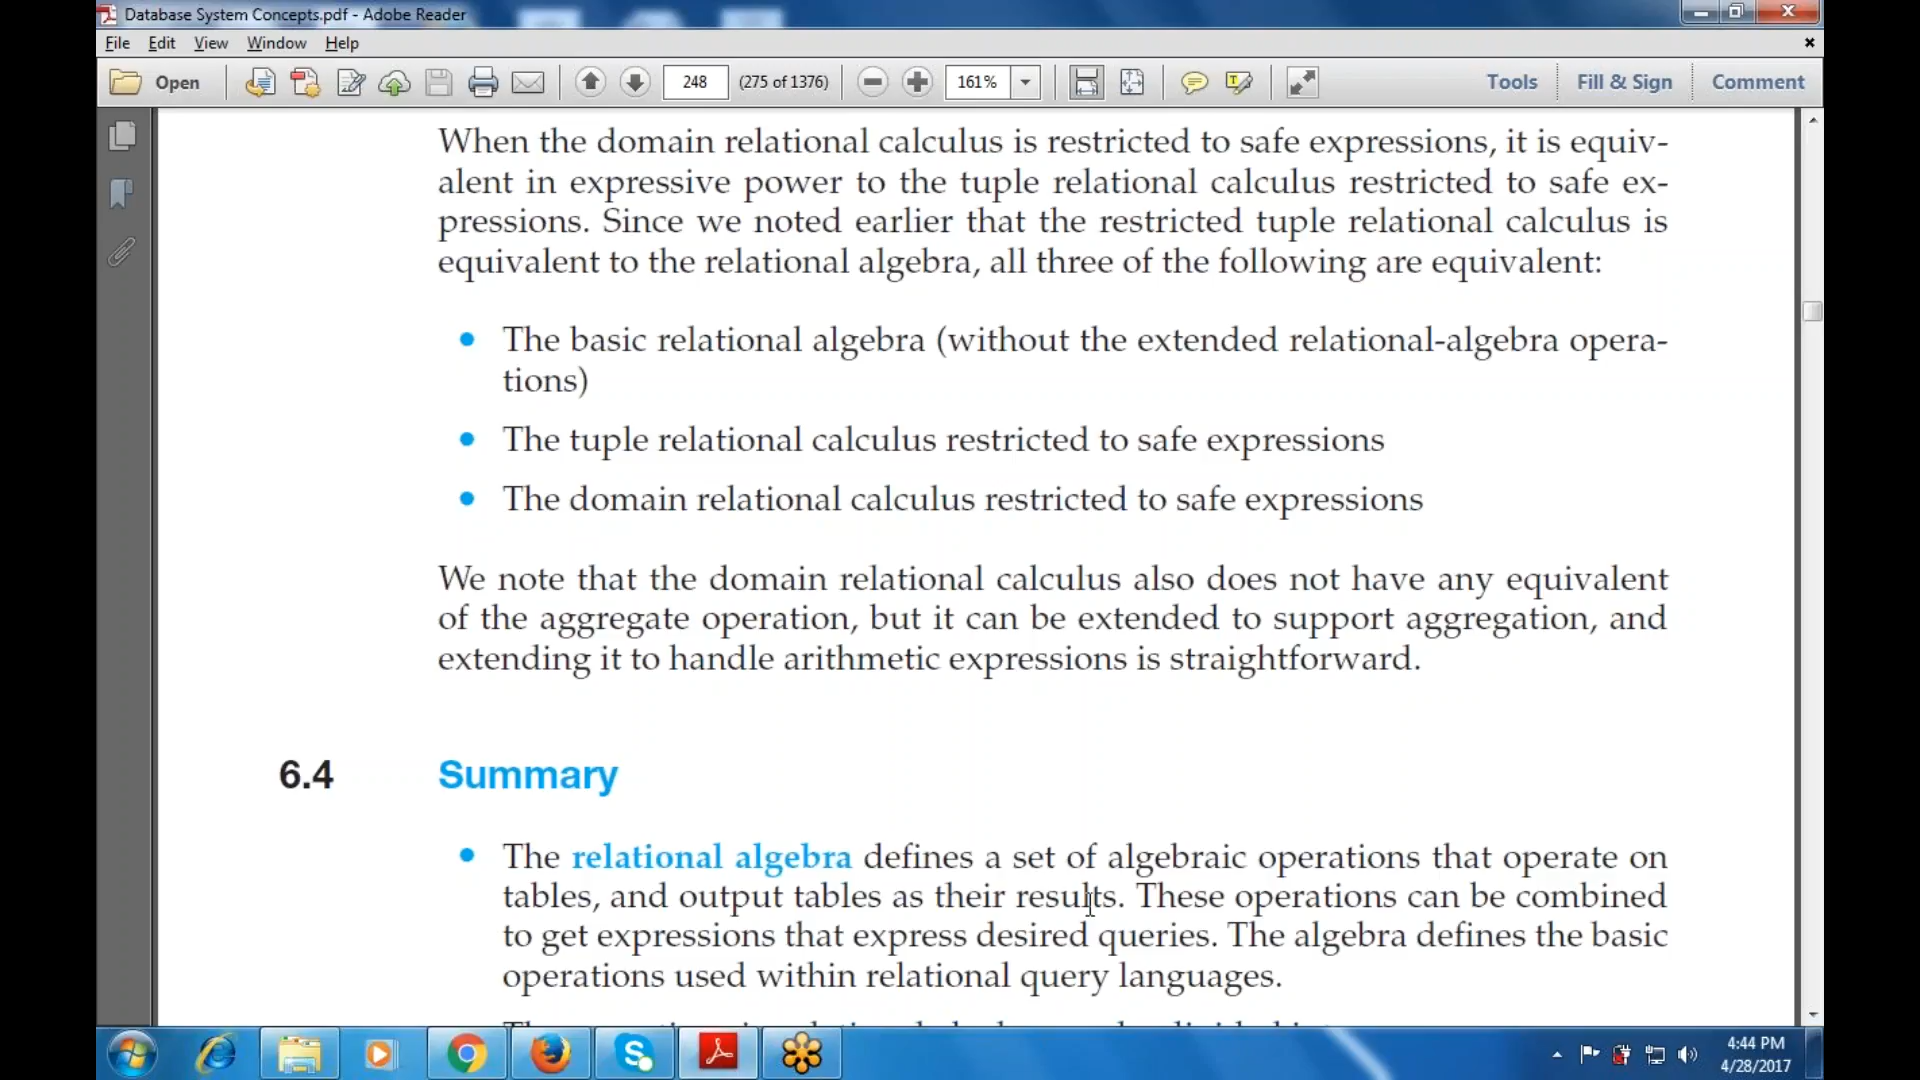 Database System Concepts.pdf - Adobe Reader
File Edit View Window Help
Open 248 (275 of 1376) 161% Tools Fill & Sign Comment
When the domain relational calculus is restricted to safe expressions, it is equiv-
alent in expressive power to the tuple relational calculus restricted to safe ex-
pressions. Since we noted earlier that the restricted tuple relational calculus is
equivalent to the relational algebra, all three of the following are equivalent:
• The basic relational algebra (without the extended relational-algebra opera-
tions)
• The tuple relational calculus restricted to safe expressions
• The domain relational calculus restricted to safe expressions
We note that the domain relational calculus also does not have any equivalent
of the aggregate operation, but it can be extended to support aggregation, and
extending it to handle arithmetic expressions is straightforward.
6.4 Summary
• The relational algebra defines a set of algebraic operations that operate on
tables, and output tables as their results. These operations can be combined
to get expressions that express desired queries. The algebra defines the basic
operations used within relational query languages.
4:44 PM
4/28/2017